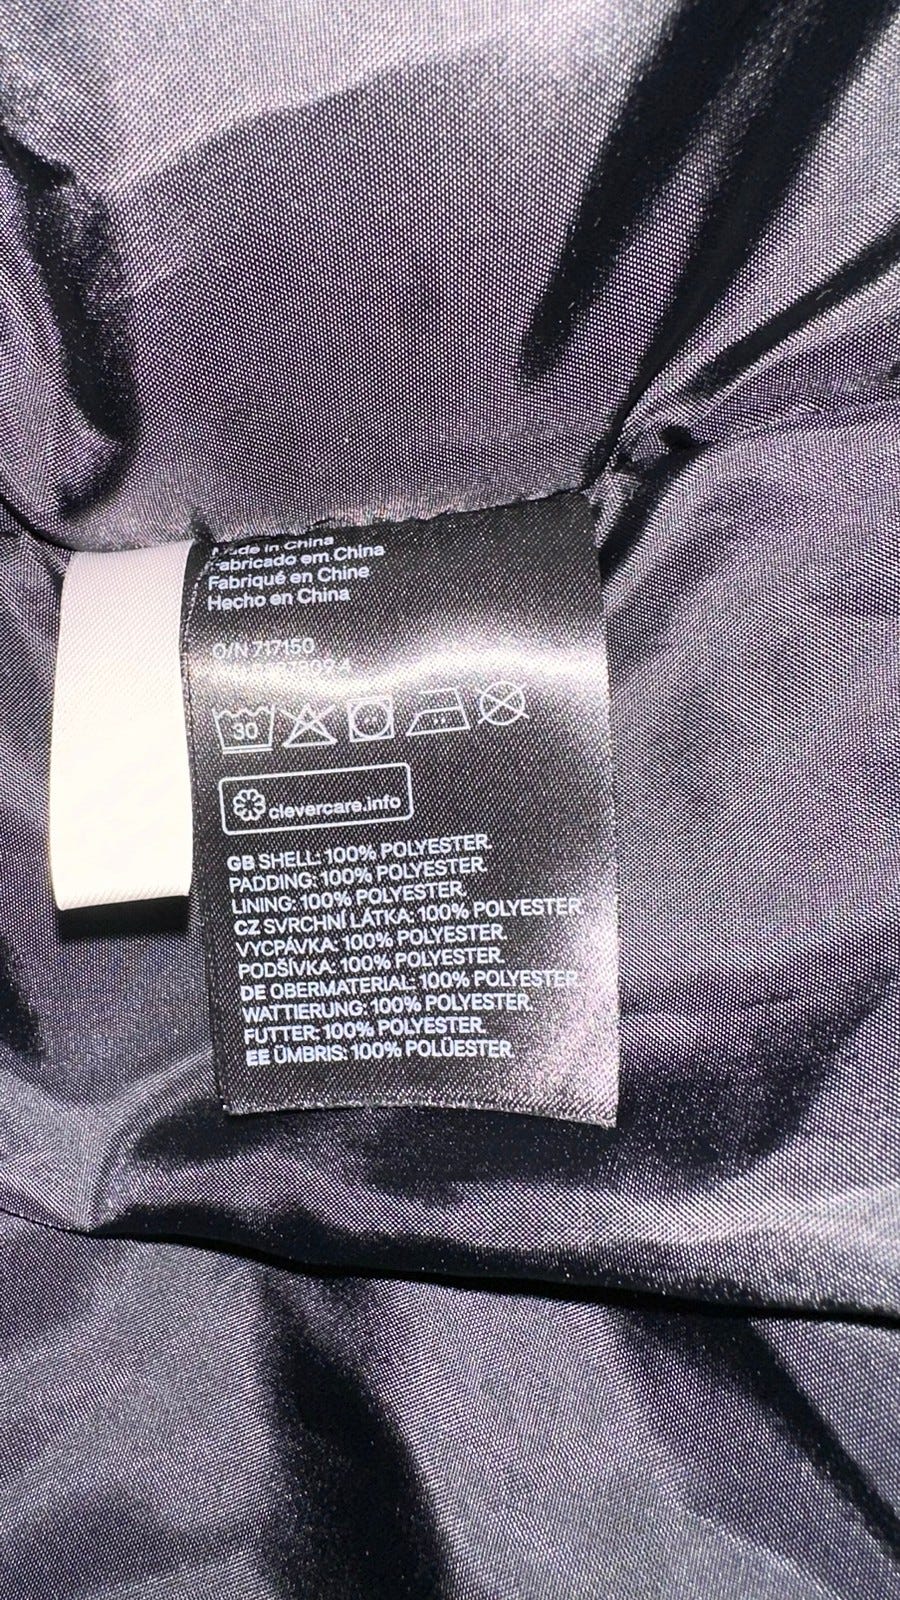 Made in China
Fabricado em China
Fabriqué en Chine
Hecho en China
O/N 717150
30
clevercare.info
GB SHELL: 100% POLYESTER.
PADDING: 100% POLYESTER.
LINING: 100% POLYESTER.
CZ SVRCHNÍ LÁTKA: 100% POLYESTER.
VYCPÁVKA: 100% POLYESTER.
PODŠÍVKA: 100% POLYESTER.
DE OBERMATERIAL: 100% POLYESTER.
WATTIERUNG: 100% POLYESTER.
FUTTER: 100% POLYESTER.
EE ÜMBRIS: 100% POLÜESTER.